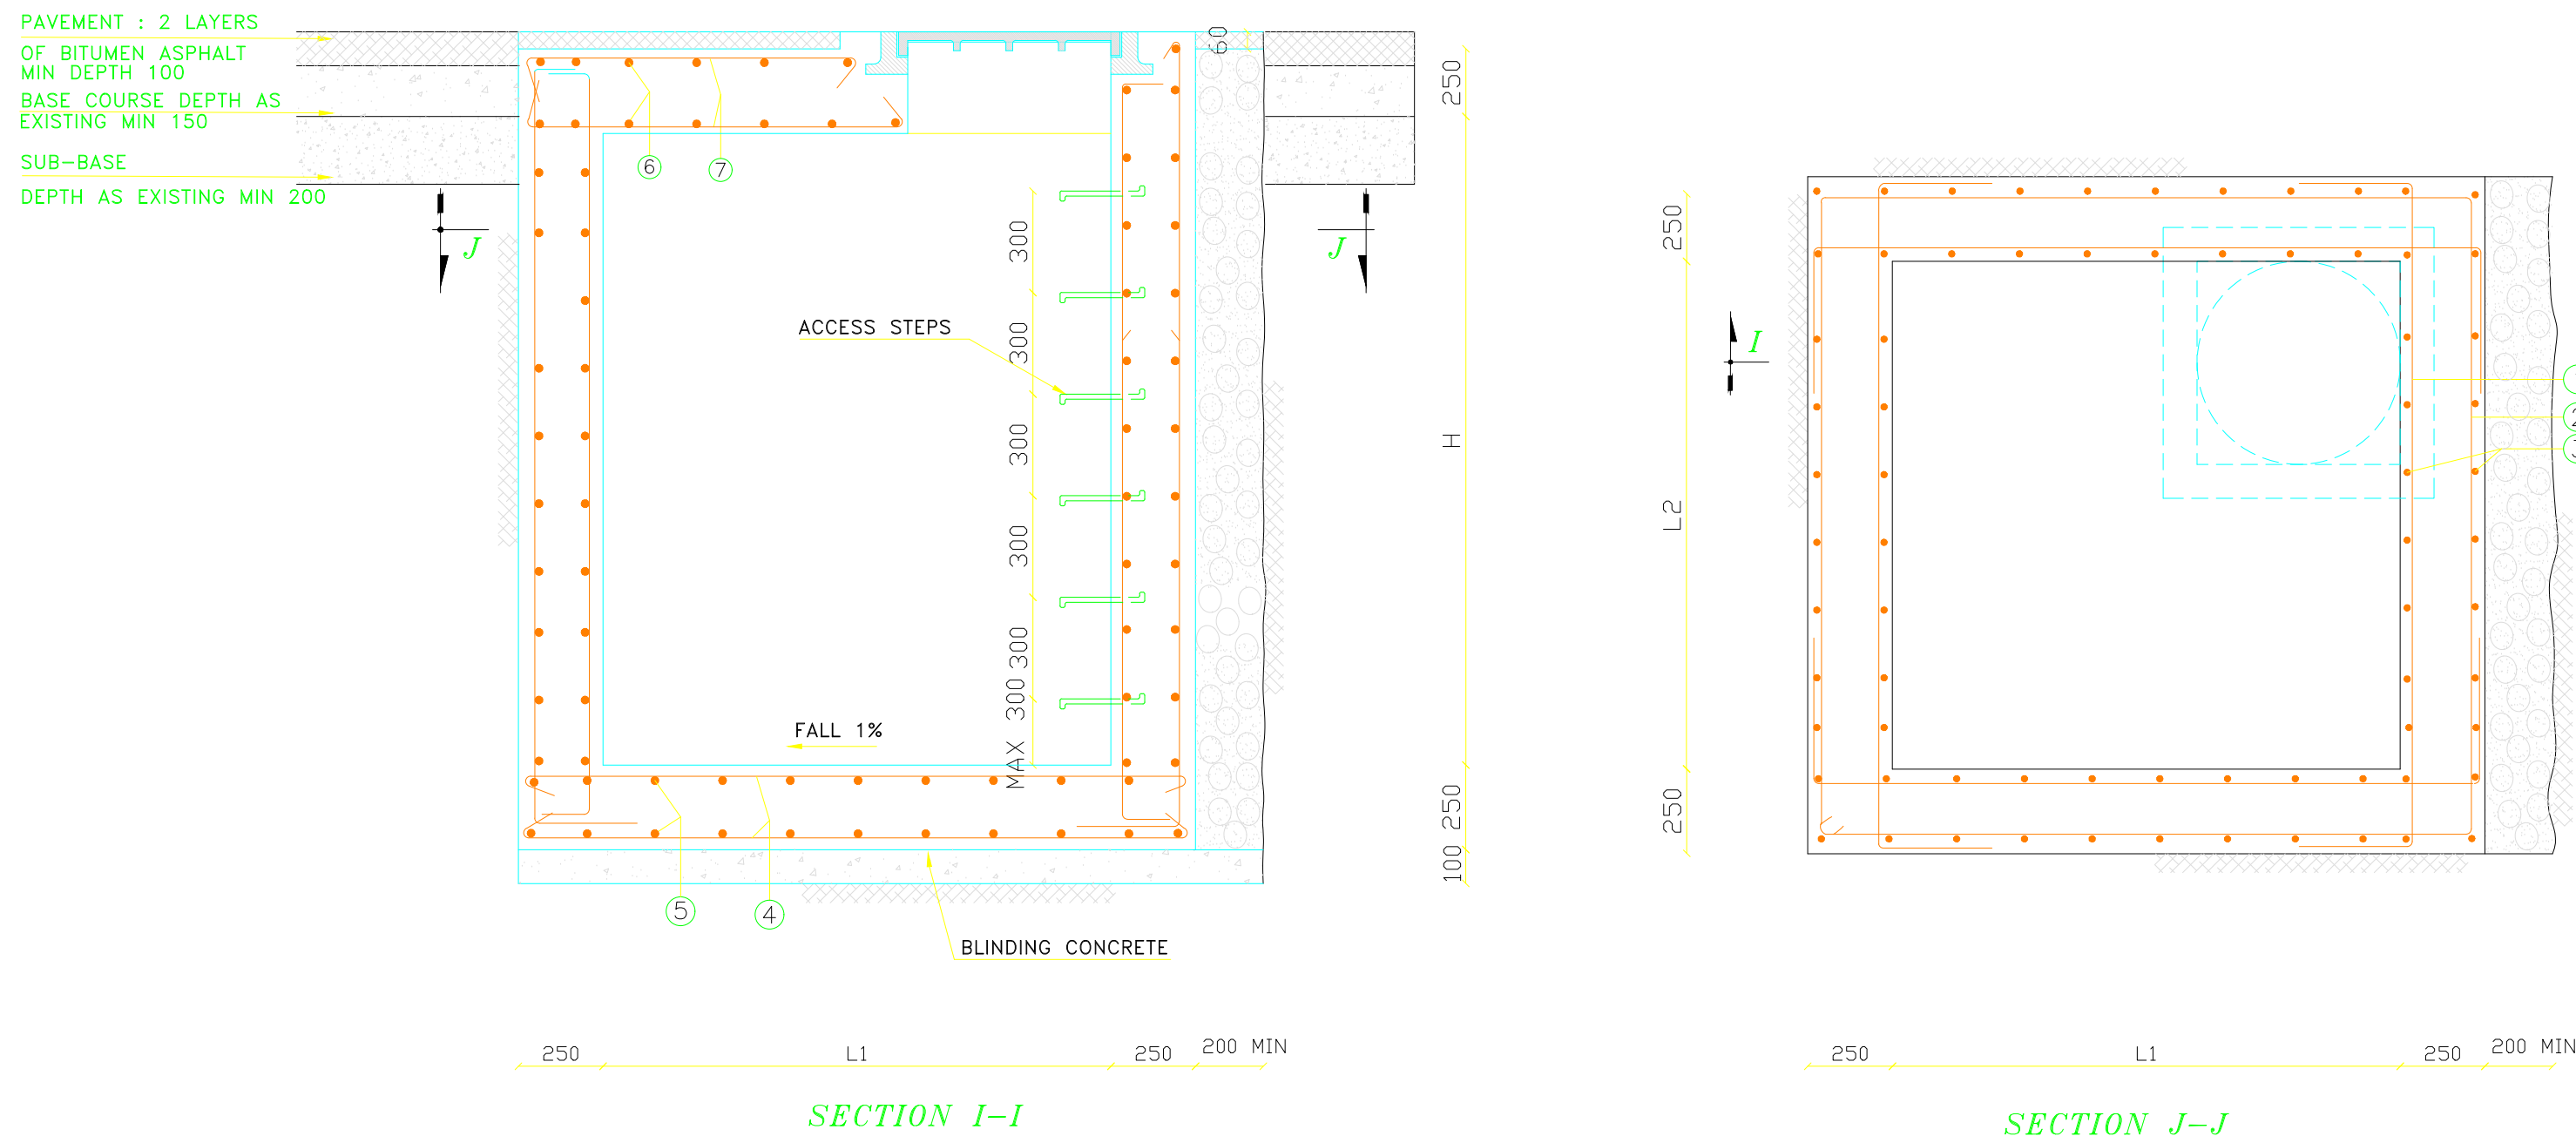 PAVEMENT : 2 LAYERS
OF BITUMEN ASPHALT
MIN DEPTH 100
BASE COURSE DEPTH AS
EXISTING MIN 150
SUB-BASE
DEPTH AS EXISTING MIN 200
60
250
6
7
J
J
300
300
300
300
300
MAX 300
ACCESS STEPS
FALL 1%
H
250
100
5
4
BLINDING CONCRETE
250
L1
250
200 MIN
SECTION I-I
250
L2
250
I
2
3
250
L1
250
200 MIN
SECTION J-J